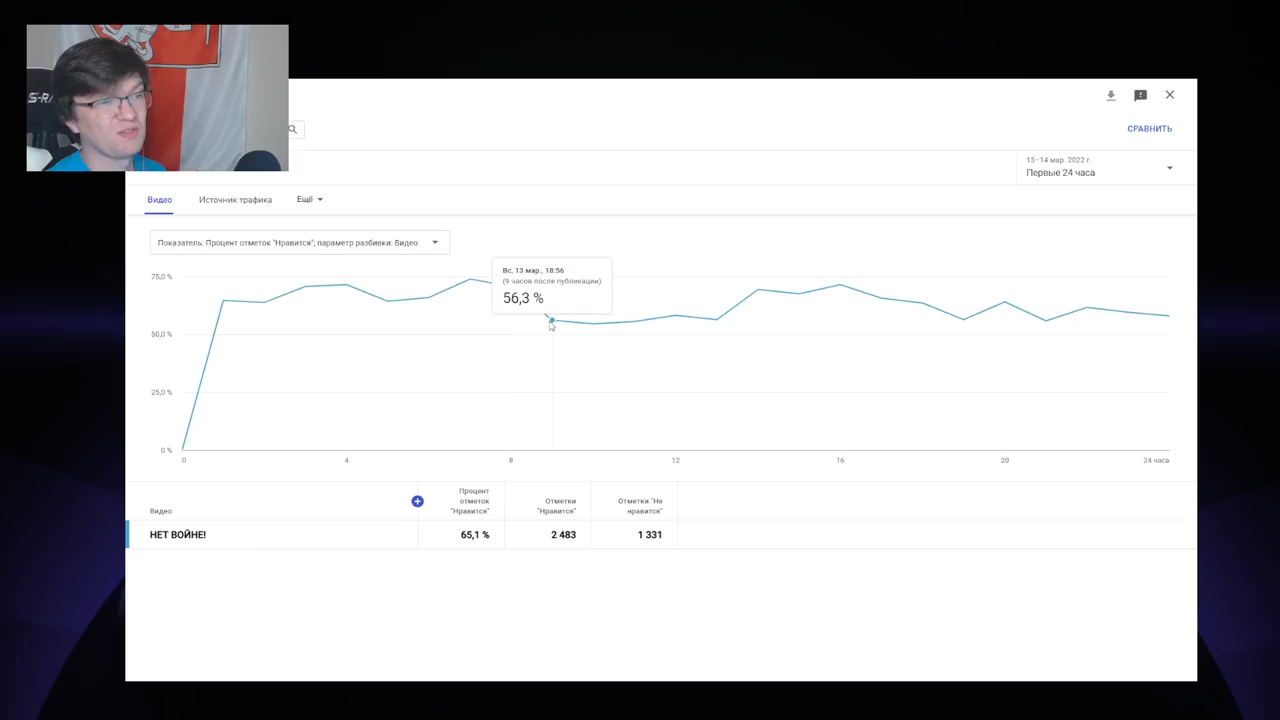 СРАВНИТЬ
13–14 мар. 2022 г.
Первые 24 часа
Видео
Источник трафика
Ещё
Показатель: Процент отметок "Нравится"; параметр разбивки: Видео
Вс, 13 мар., 18:56
(9 часов после публикации)
56,3 %
75,0 %
50,0 %
25,0 %
0 %
0
4
8
12
16
20
24 часа
Видео
Процент
отметок
"Нравится"
Отметки
"Нравится"
Отметки "Не
нравится"
НЕТ ВОЙНЕ!
65,1 %
2 483
1 331